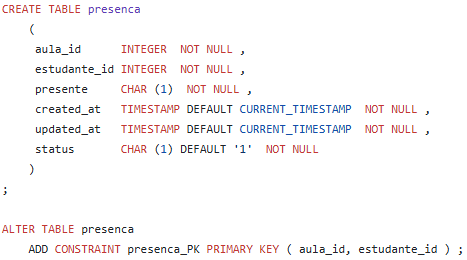 CREATE TABLE presenca
(
aula_id INTEGER NOT NULL ,
estudante_id INTEGER NOT NULL ,
presente CHAR (1) NOT NULL ,
created_at TIMESTAMP DEFAULT CURRENT_TIMESTAMP NOT NULL ,
updated_at TIMESTAMP DEFAULT CURRENT_TIMESTAMP NOT NULL ,
status CHAR (1) DEFAULT '1' NOT NULL
)
;
ALTER TABLE presenca
ADD CONSTRAINT presenca_PK PRIMARY KEY ( aula_id, estudante_id ) ;